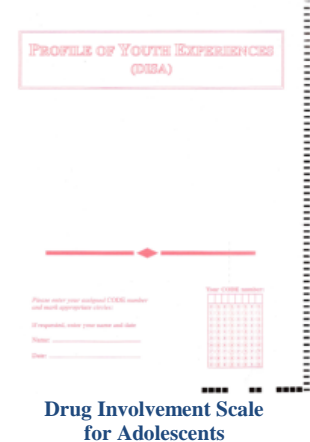 PROFILE OF YOUTH EXPERIENCES
(DISA)
Your CODE number:
Please enter your assigned CODE number
and mark appropriate circles.
If requested, enter your name and date
Name:
Date:
Drug Involvement Scale
for Adolescents